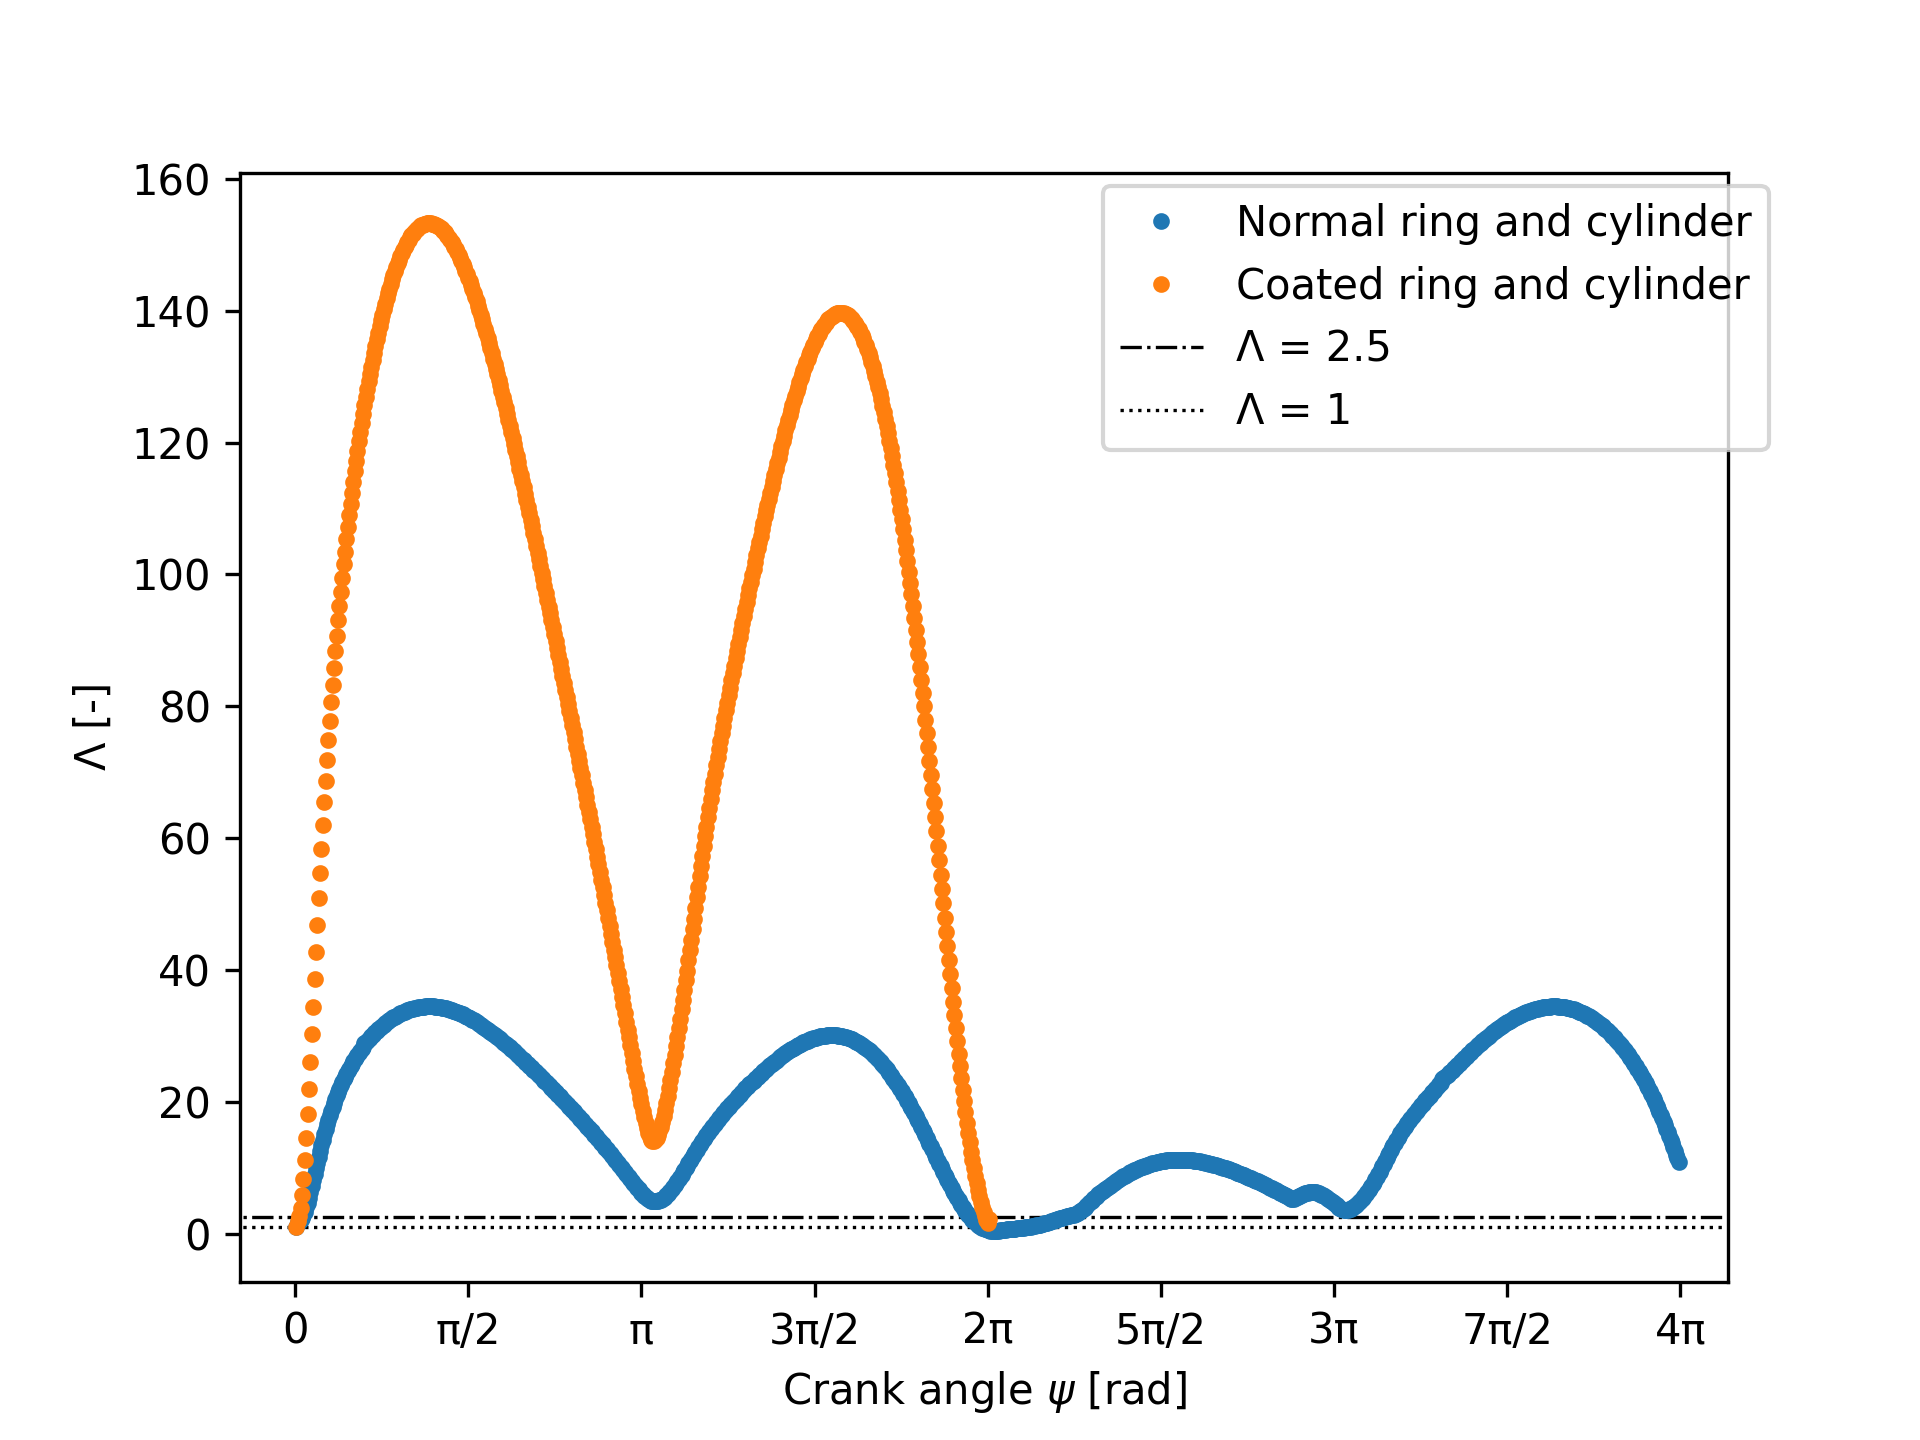 160
140
120
100
80
60
40
20
0
Λ [-]
Normal ring and cylinder
Coated ring and cylinder
Λ = 2.5
Λ = 1
0 π/2 π 3π/2 2π 5π/2 3π 7π/2 4π
Crank angle ψ [rad]